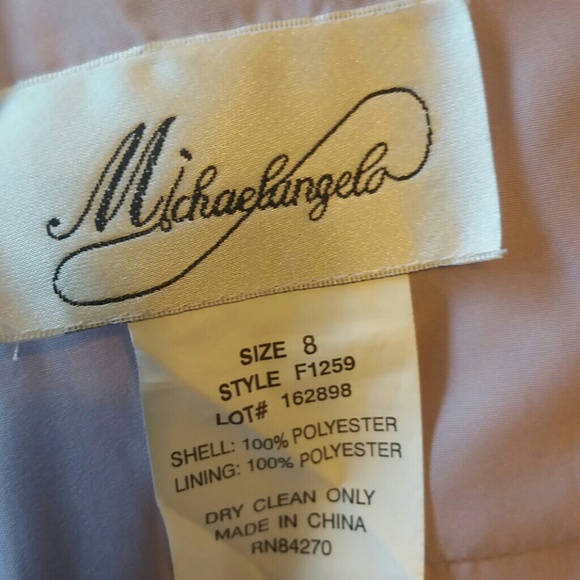 Michaelangelo
SIZE 8
STYLE F1259
LOT# 162898
SHELL: 100% POLYESTER
LINING: 100% POLYESTER
DRY CLEAN ONLY
MADE IN CHINA
RN84270